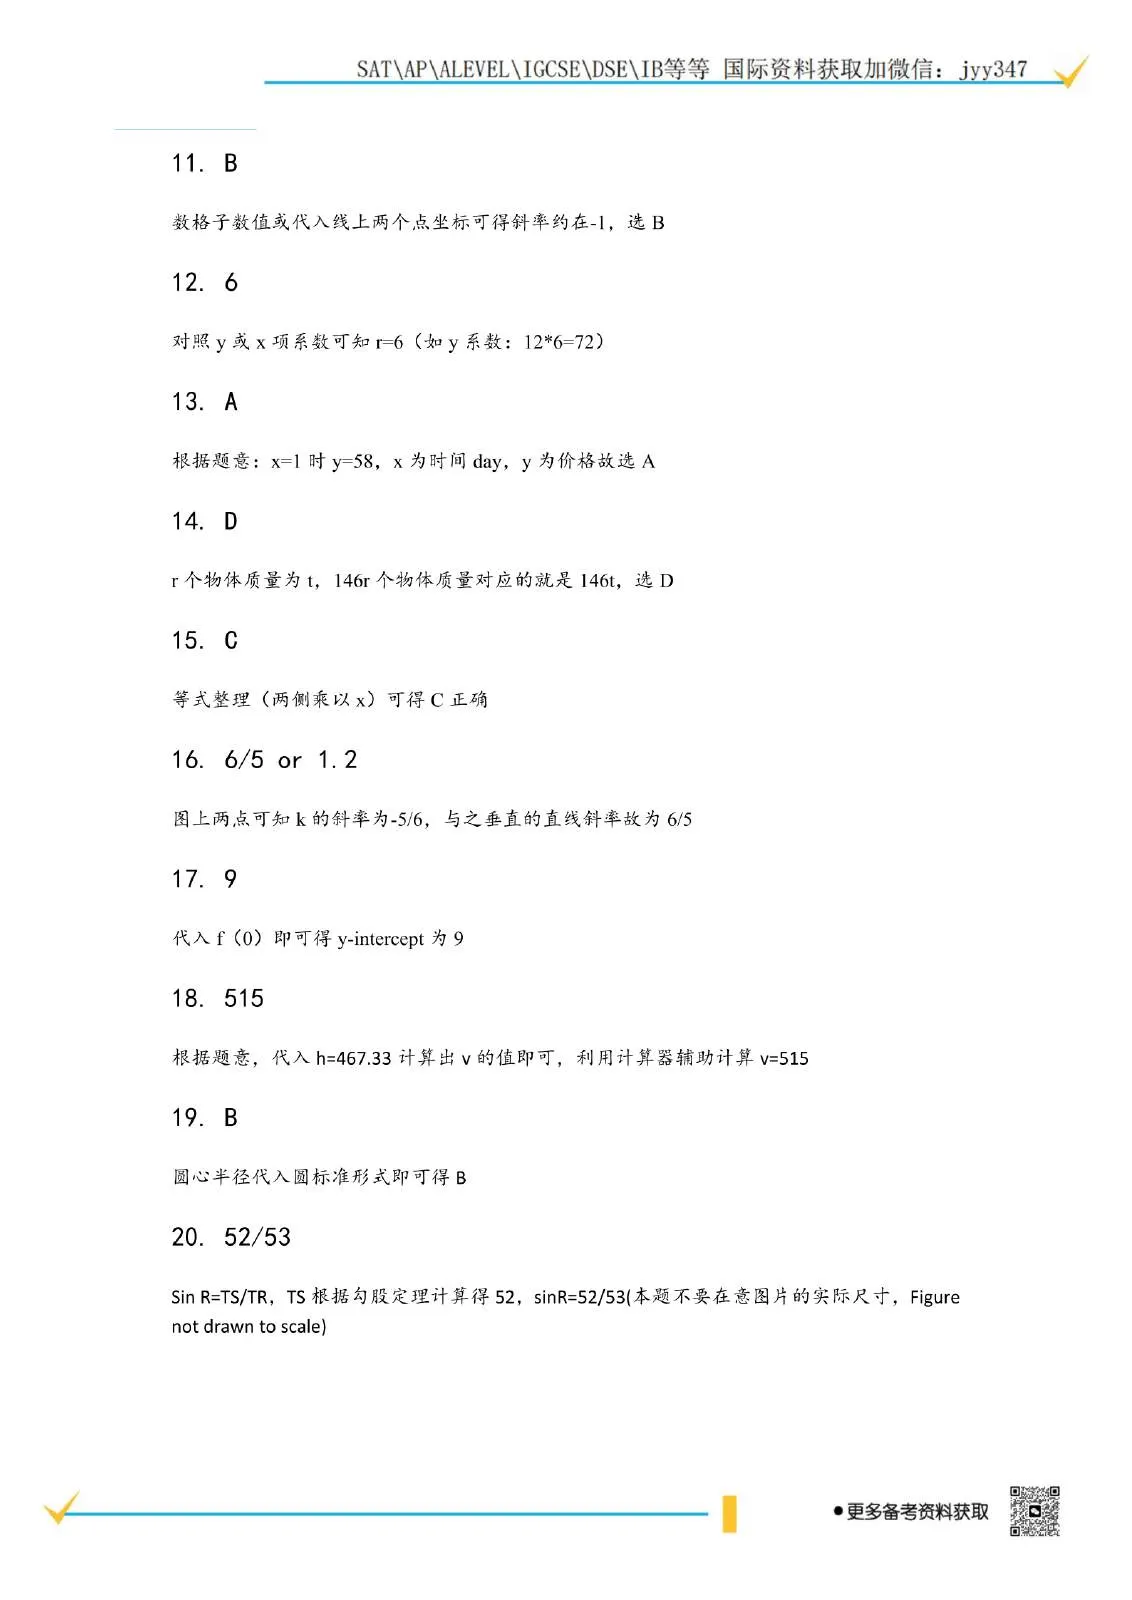 SAT\AP\ALEVEL\IGCSE\DSE\IB等等 国际资料获取加微信：jyy347
11. B
数格子数值或代入线上两个点坐标可得斜率约在-1，选 B
12. 6
对照 y 或 x 项系数可知 r=6（如 y 系数：12*6=72）
13. A
根据题意：x=1 时 y=58，x 为时间 day，y 为价格故选 A
14. D
r 个物体质量为 t，146r 个物体质量对应的就是 146t，选 D
15. C
等式整理（两侧乘以 x）可得 C 正确
16. 6/5 or 1.2
图上两点可知 k 的斜率为-5/6，与之垂直的直线斜率故为 6/5
17. 9
代入 f（0）即可得 y-intercept 为 9
18. 515
根据题意，代入 h=467.33 计算出 v 的值即可，利用计算器辅助计算 v=515
19. B
圆心半径代入圆标准形式即可得 B
20. 52/53
Sin R=TS/TR，TS 根据勾股定理计算得 52，sinR=52/53(本题不要在意图片的实际尺寸，Figure
not drawn to scale)
●更多备考资料获取